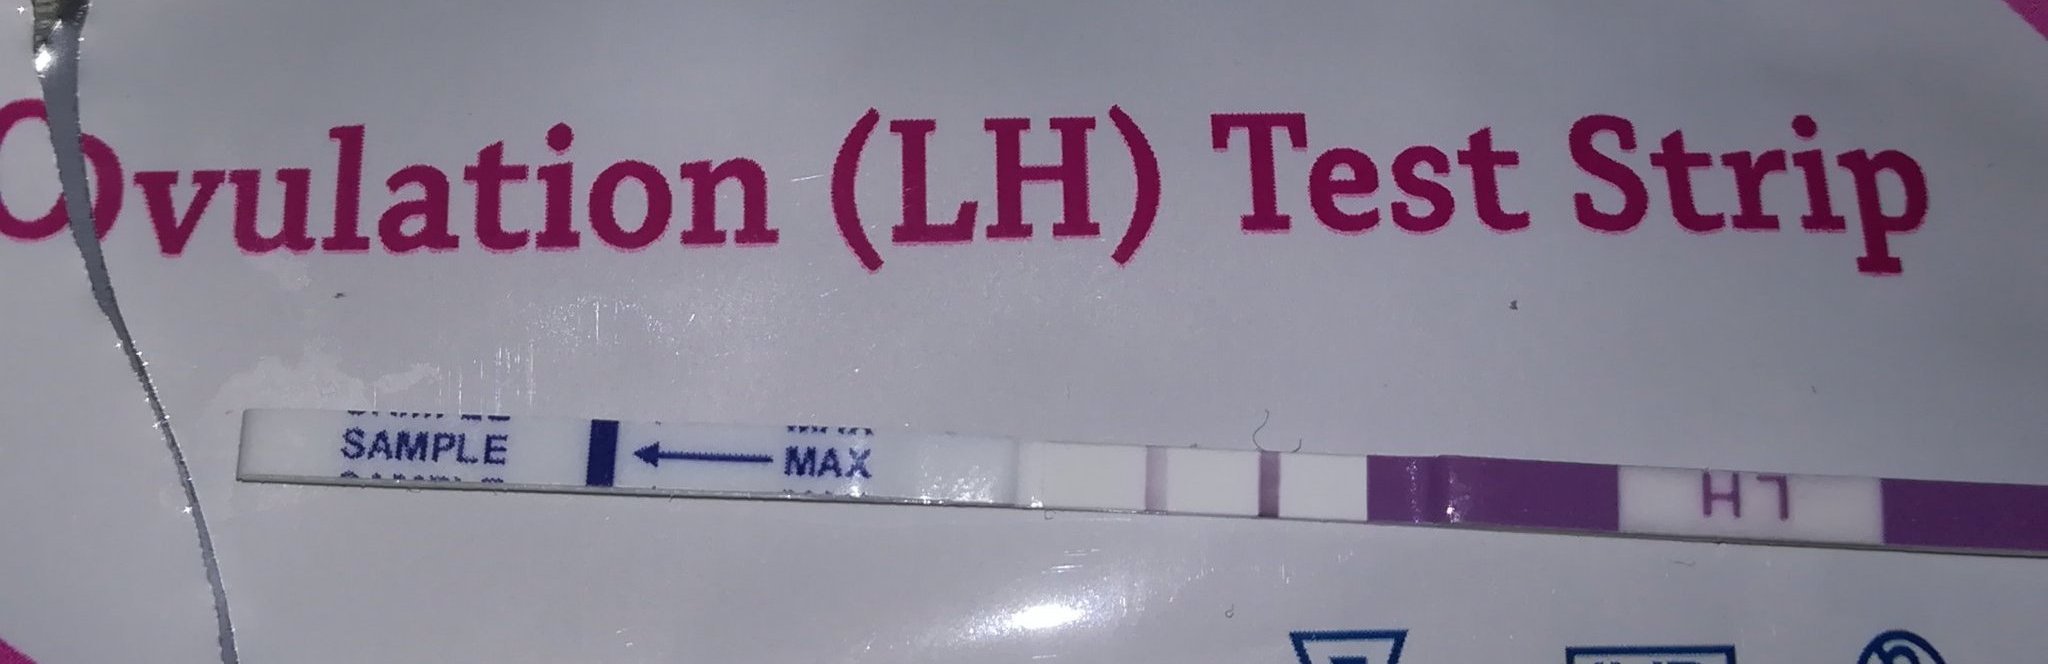 Ovulation (LH) Test Strip
SAMPLE
MAX
LH